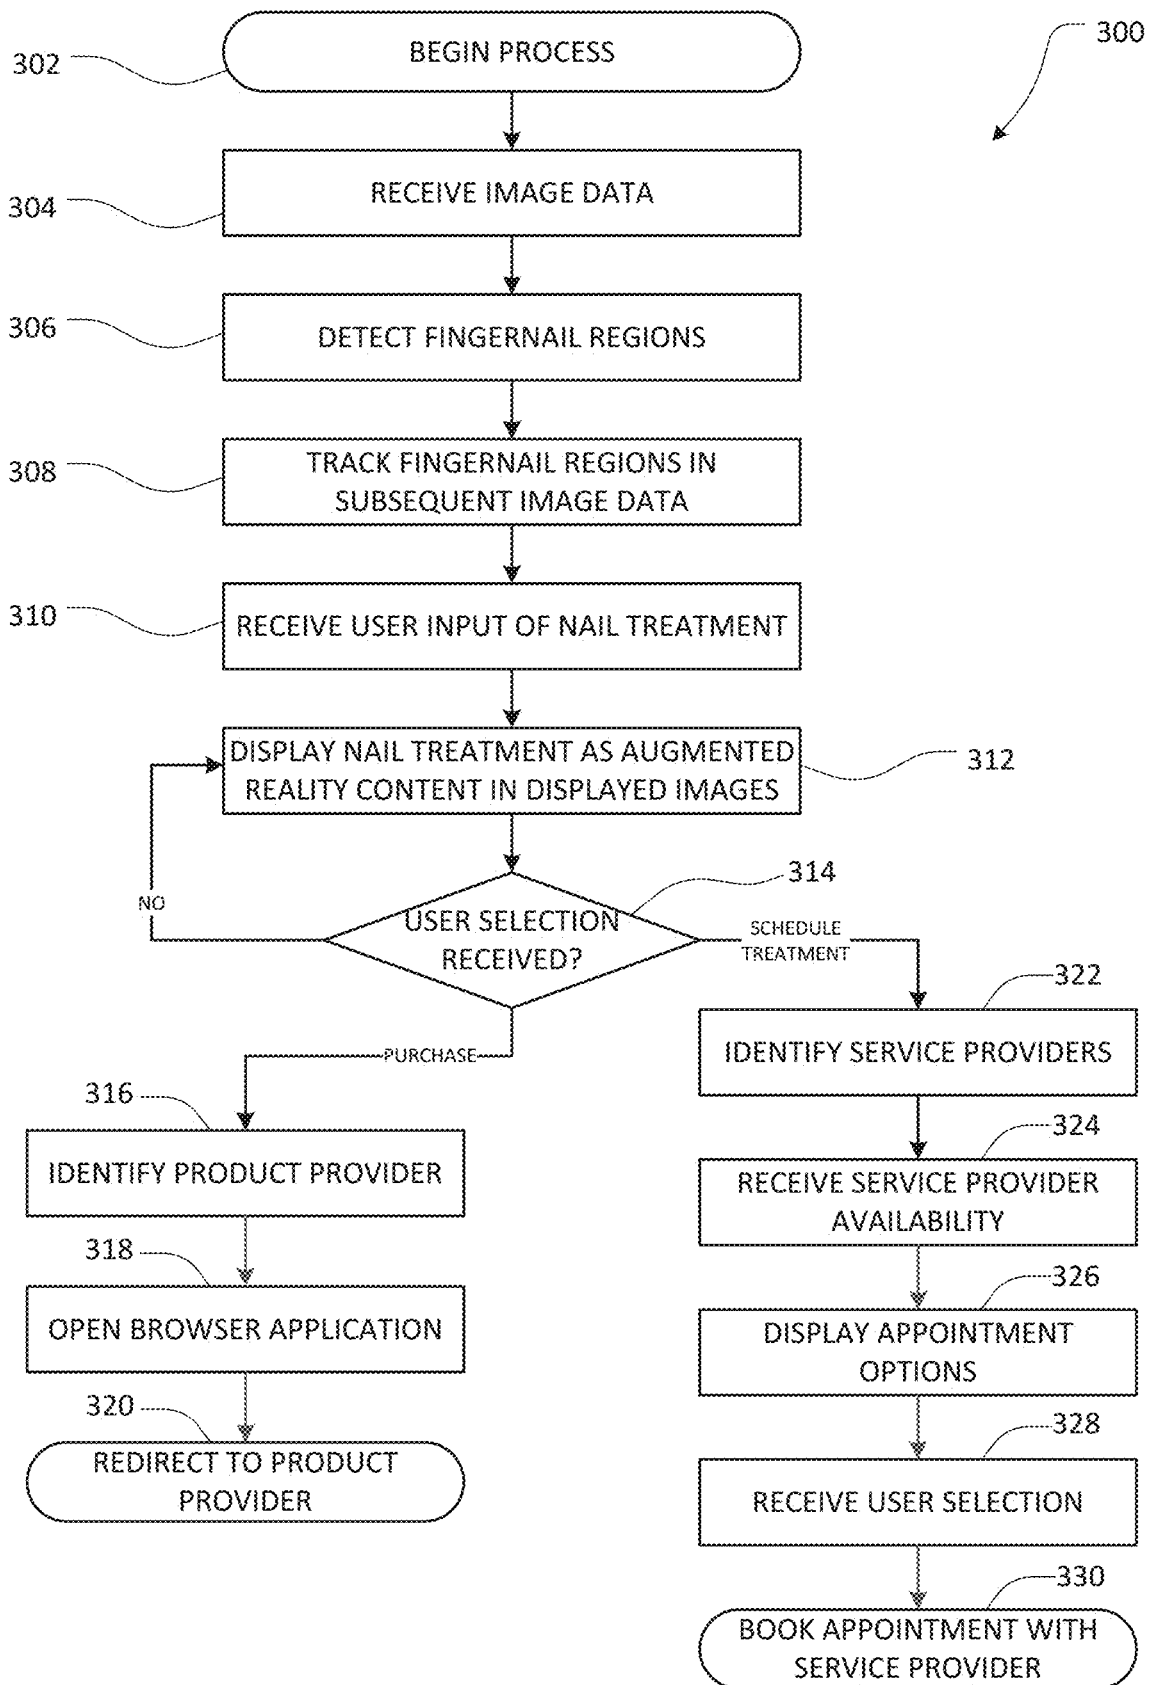 300
302
BEGIN PROCESS
304
RECEIVE IMAGE DATA
306
DETECT FINGERNAIL REGIONS
308
TRACK FINGERNAIL REGIONS IN
SUBSEQUENT IMAGE DATA
310
RECEIVE USER INPUT OF NAIL TREATMENT
DISPLAY NAIL TREATMENT AS AUGMENTED
REALITY CONTENT IN DISPLAYED IMAGES
312
314
USER SELECTION
RECEIVED?
NO
SCHEDULE
TREATMENT
PURCHASE
316
IDENTIFY PRODUCT PROVIDER
318
OPEN BROWSER APPLICATION
320
REDIRECT TO PRODUCT
PROVIDER
322
IDENTIFY SERVICE PROVIDERS
324
RECEIVE SERVICE PROVIDER
AVAILABILITY
326
DISPLAY APPOINTMENT
OPTIONS
328
RECEIVE USER SELECTION
330
BOOK APPOINTMENT WITH
SERVICE PROVIDER